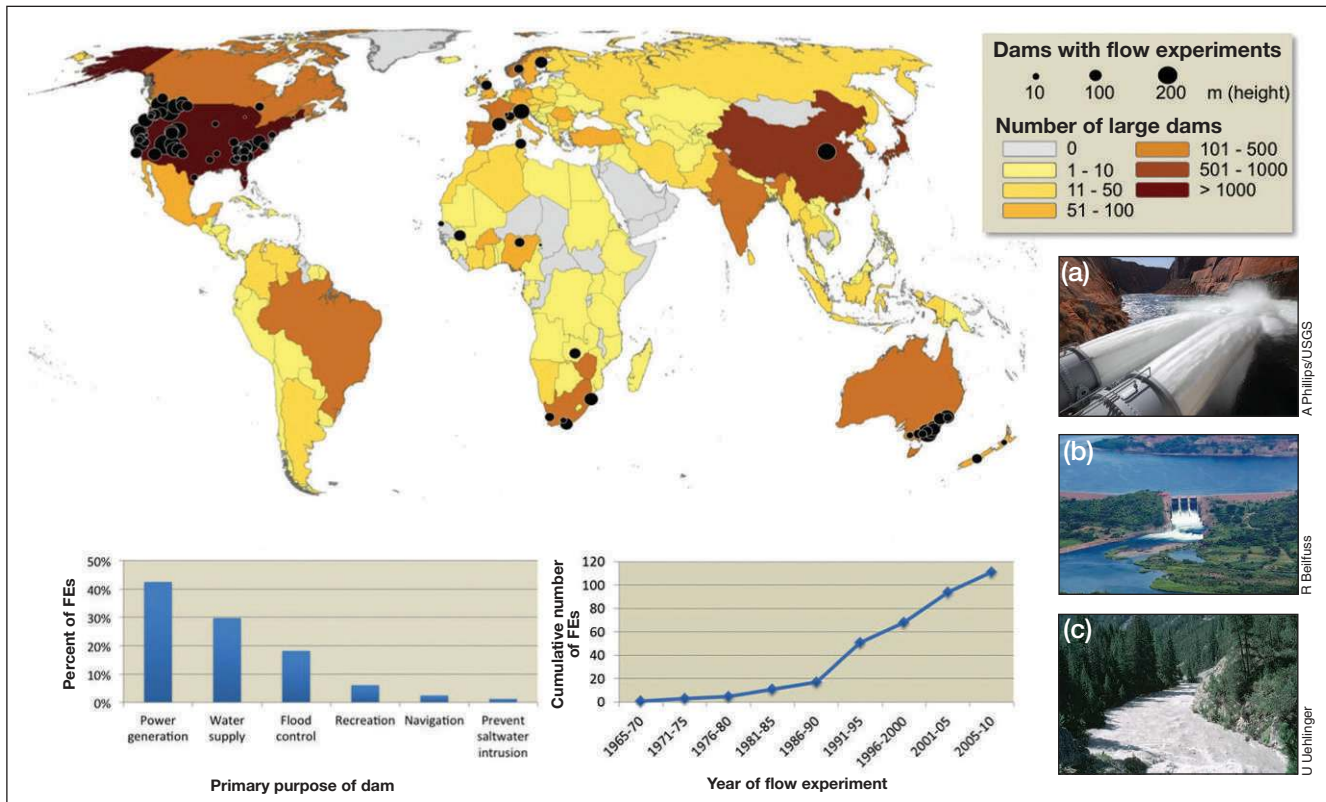 Dams with flow experiments
10 100 200 m (height)
Number of large dams
0
1 - 10
11 - 50
51 - 100
101 - 500
501 - 1000
> 1000
(a)
A Phillips/USGS
(b)
R Beilfuss
(c)
U Uehlinger
Percent of FEs
50%
40%
30%
20%
10%
0%
Power
generation
Water
supply
Flood
control
Recreation
Navigation
Prevent
saltwater
intrusion
Primary purpose of dam
Cumulative number
of FEs
120
100
80
60
40
20
0
1965-70
1971-75
1976-80
1981-85
1986-90
1991-95
1996-2000
2001-05
2005-10
Year of flow experiment